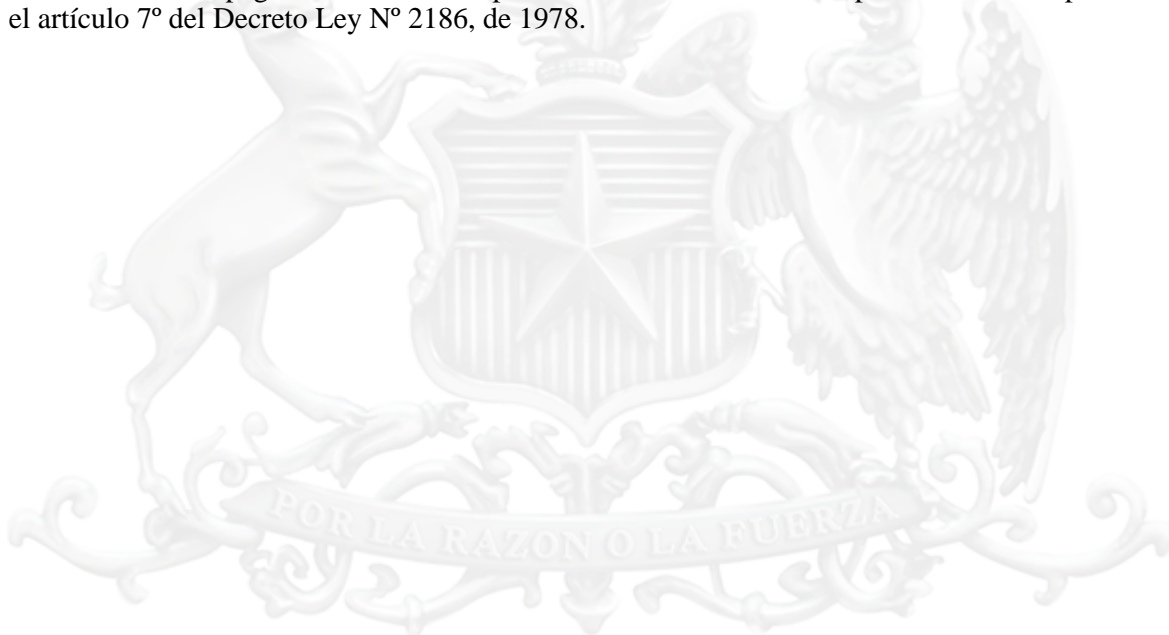 el artículo 7º del Decreto Ley Nº 2186, de 1978.
POR LA RAZON O LA FUERZA